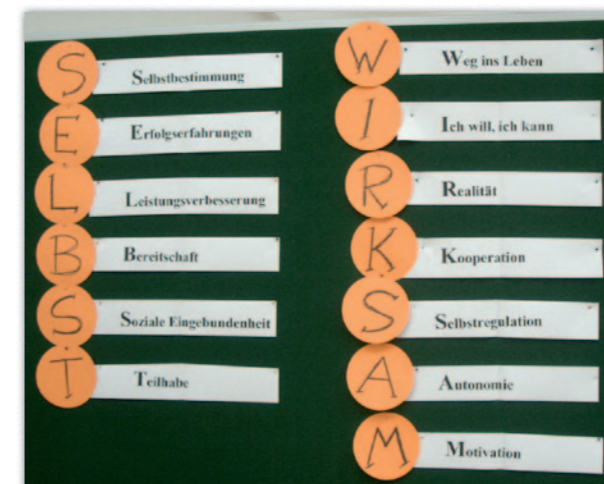 S Selbstbestimmung
E Erfolgserfahrungen
L Leistungsverbesserung
B Bereitschaft
S Soziale Eingebundenheit
T Teilhabe
W Weg ins Leben
I Ich will, ich kann
R Realität
K Kooperation
S Selbstregulation
A Autonomie
M Motivation